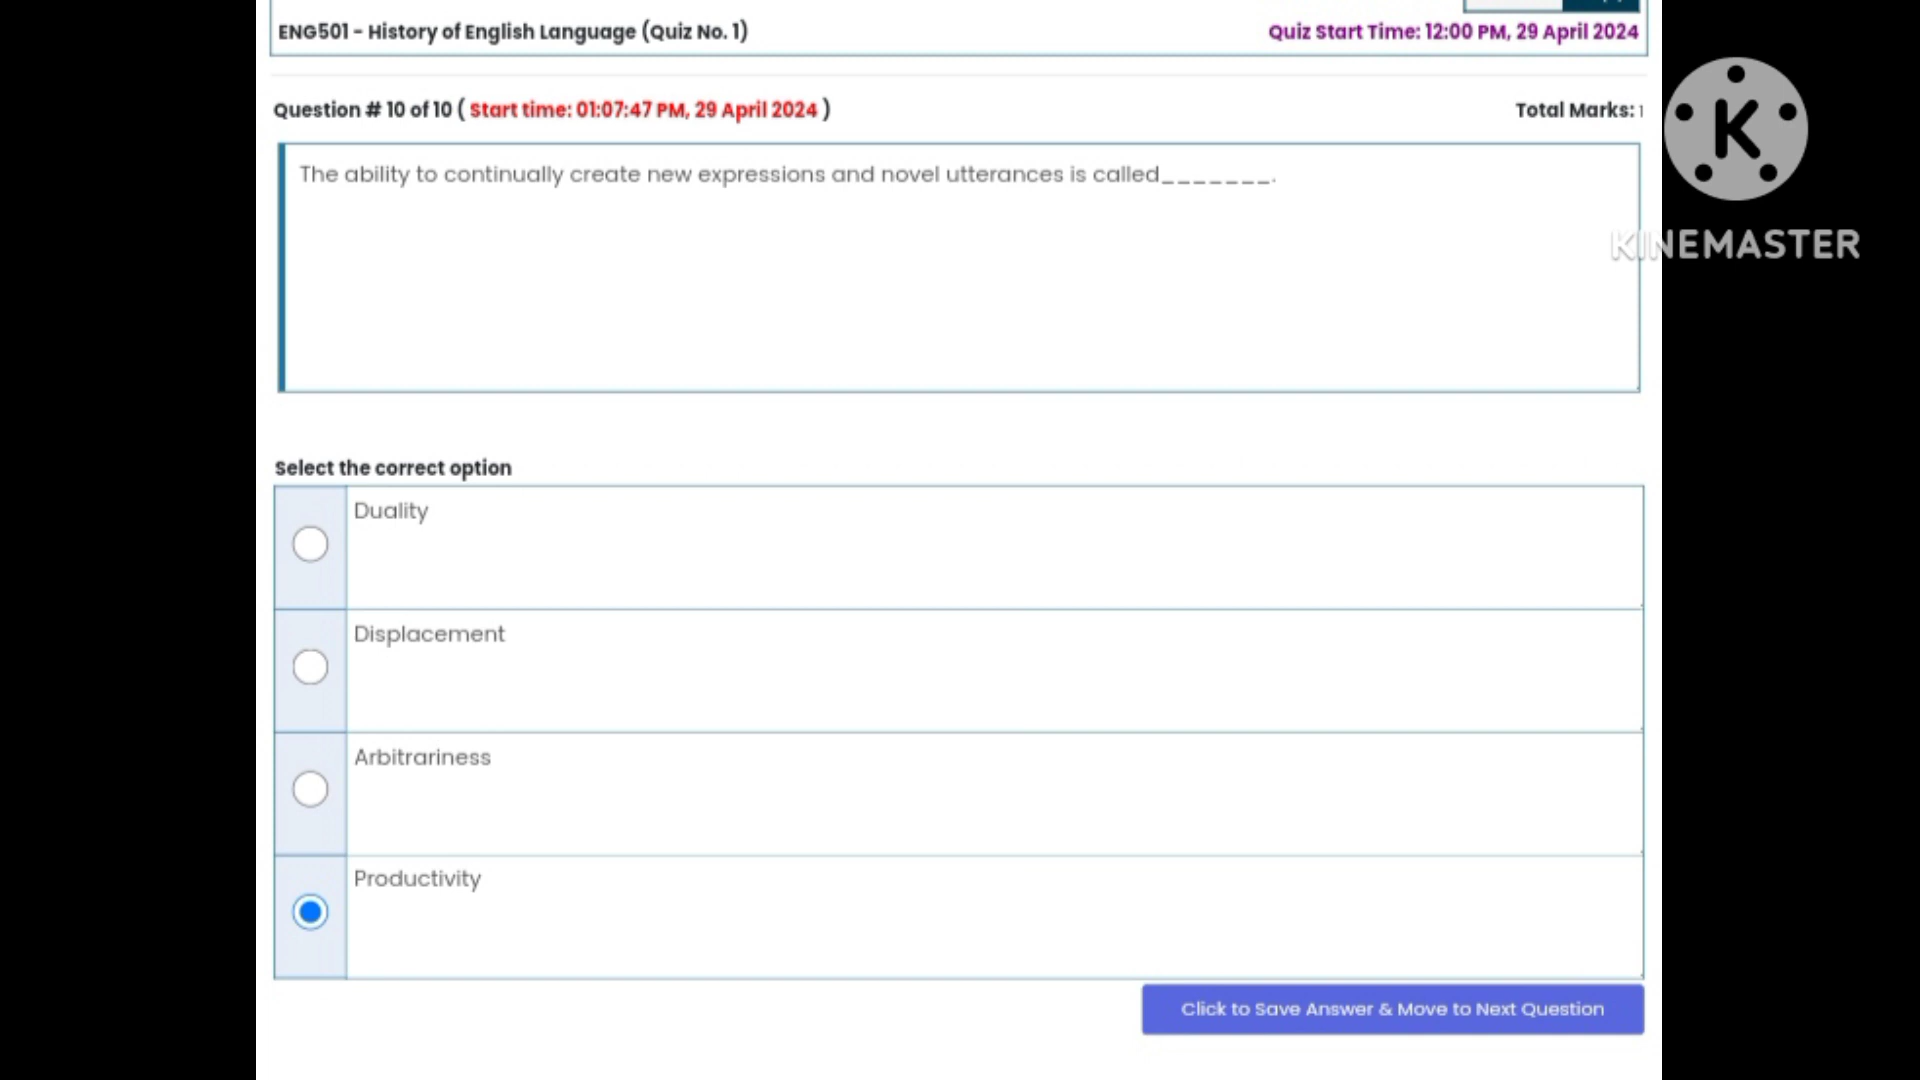 ENG501 - History of English Language (Quiz No. 1)
Quiz Start Time: 12:00 PM, 29 April 2024
Question # 10 of 10 ( Start time: 01:07:47 PM, 29 April 2024 )
Total Marks: 1
K
KINEMASTER
The ability to continually create new expressions and novel utterances is called_______.
Select the correct option
Duality
Displacement
Arbitrariness
Productivity
Click to Save Answer & Move to Next Question